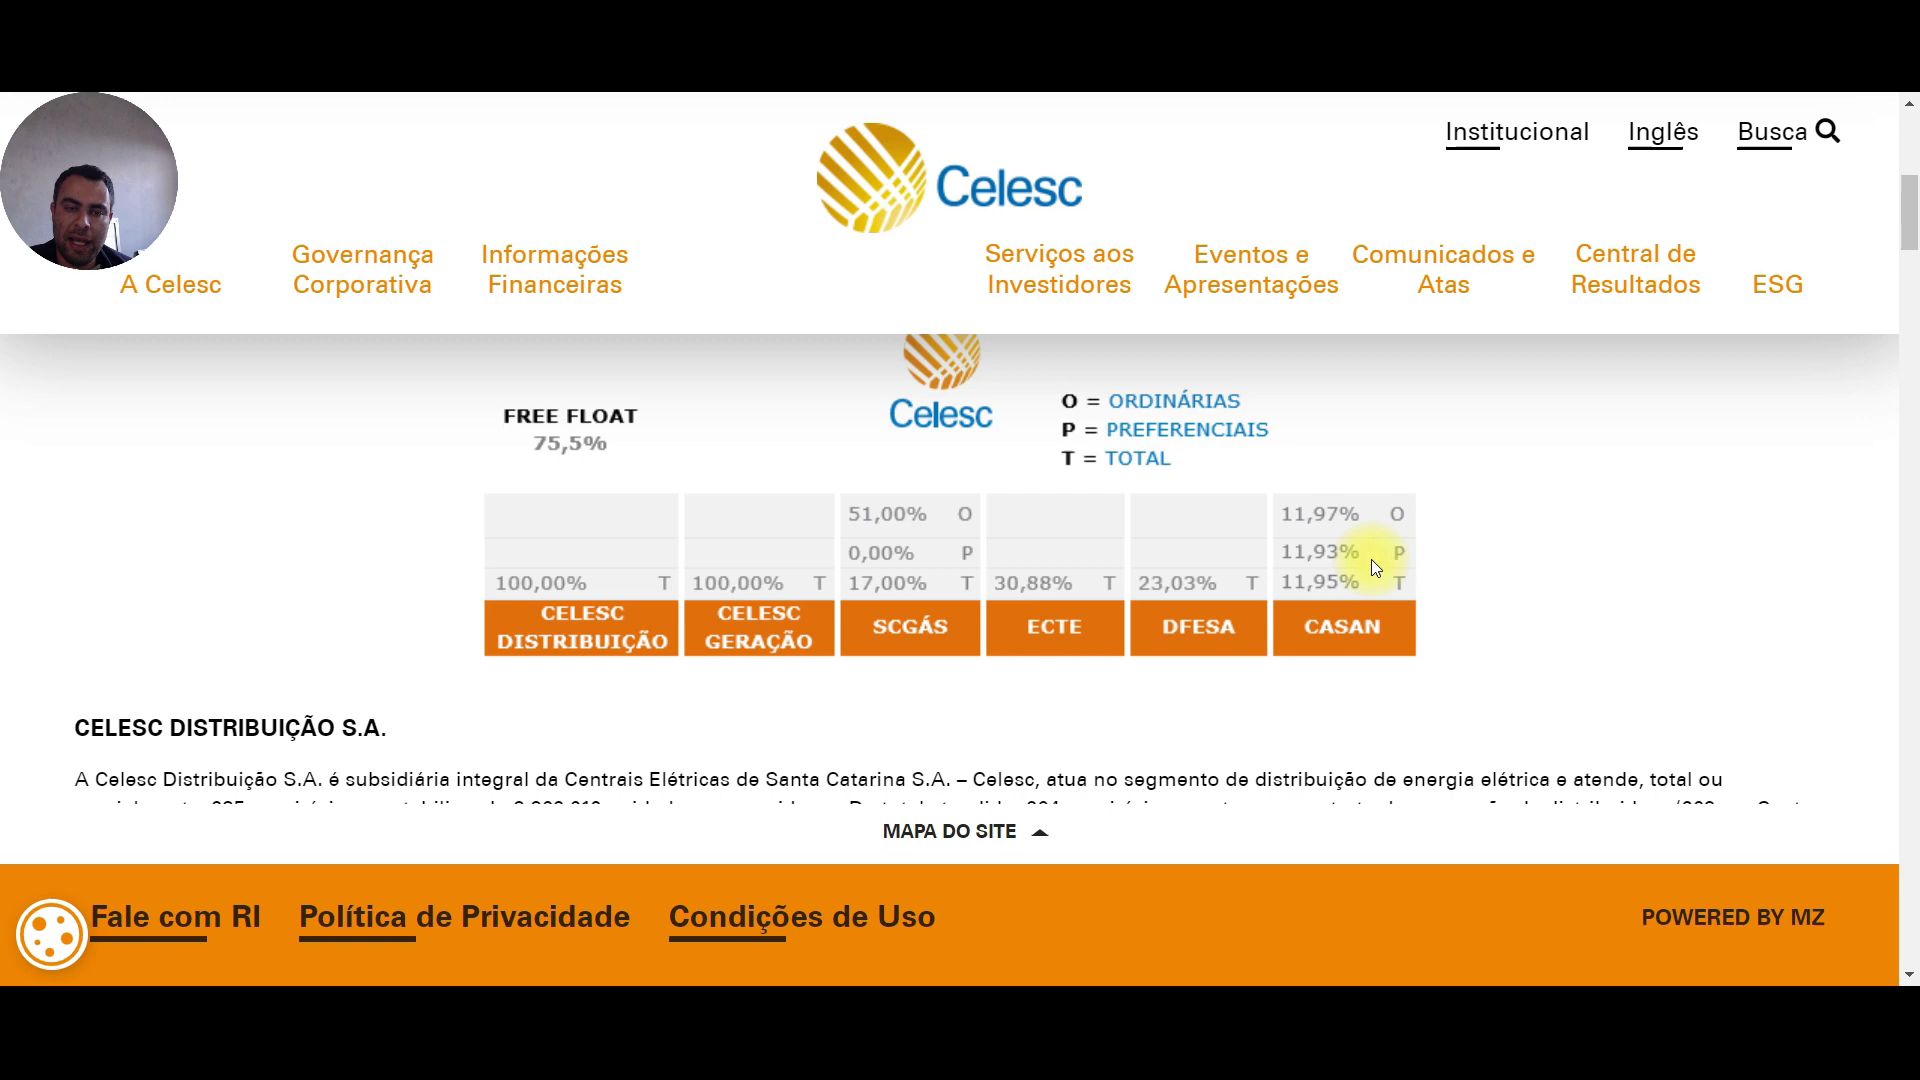 Institucional Inglês Busca
Celesc
A Celesc
Governança
Corporativa
Informações
Financeiras
Serviços aos
Investidores
Eventos e
Apresentações
Comunicados e
Atas
Central de
Resultados
ESG
FREE FLOAT
75,5%
Celesc
O = ORDINÁRIAS
P = PREFERENCIAIS
T = TOTAL
51,00% O 11,97% O
0,00% P 11,93% P
100,00% T 100,00% T 17,00% T 30,88% T 23,03% T 11,95% T
CELESC
DISTRIBUIÇÃO
CELESC
GERAÇÃO
SCGÁS
ECTE
DFESA
CASAN
CELESC DISTRIBUIÇÃO S.A.
A Celesc Distribuição S.A. é subsidiária integral da Centrais Elétricas de Santa Catarina S.A. – Celesc, atua no segmento de distribuição de energia elétrica e atende, total ou
MAPA DO SITE
Fale com RI Política de Privacidade Condições de Uso
POWERED BY MZ